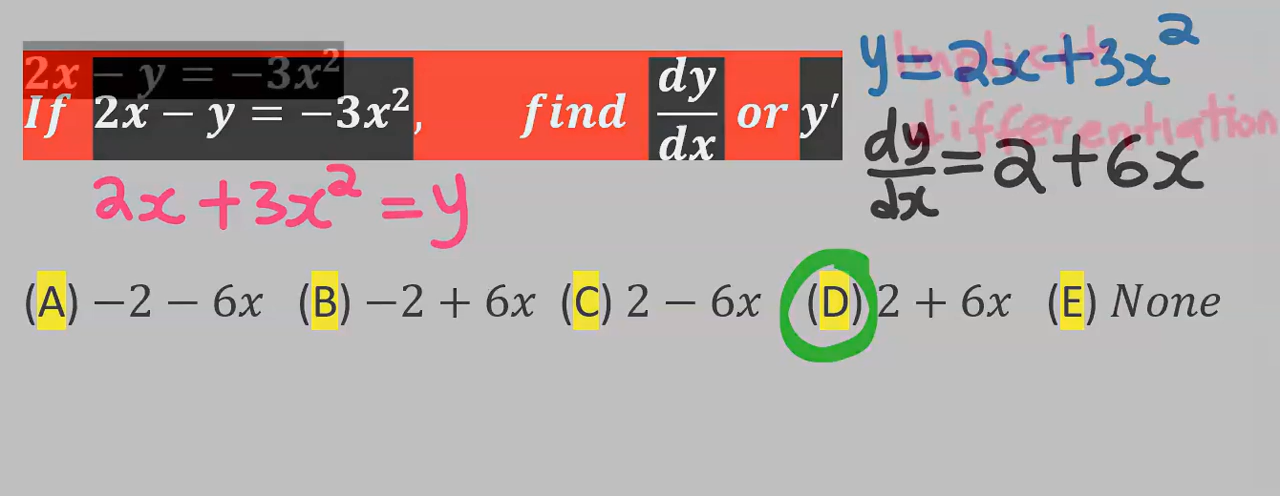 2x − y = −3x²
If 2x − y = −3x², find dy/dx or y′
2x + 3x² = y
y = 2x + 3x²
Implicit
differentiation
dy/dx = 2 + 6x
(A) −2 − 6x (B) −2 + 6x (C) 2 − 6x (D) 2 + 6x (E) None